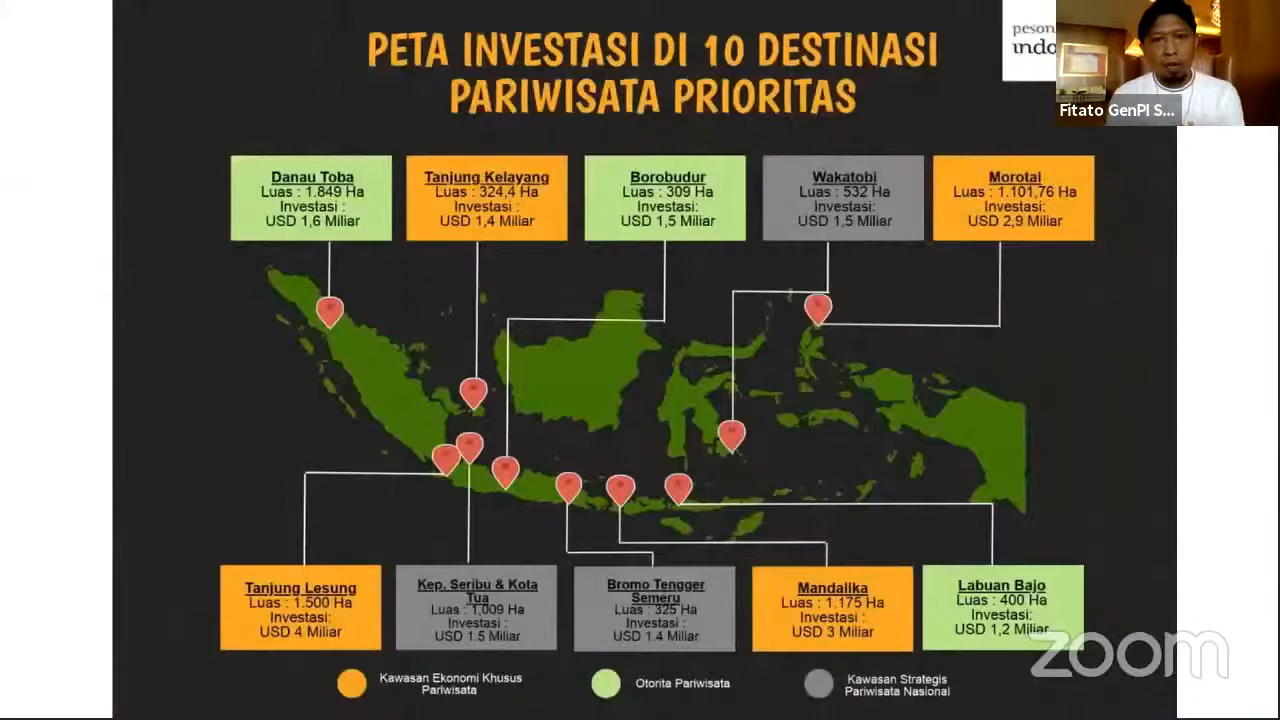 PETA INVESTASI DI 10 DESTINASI
PARIWISATA PRIORITAS
peson
indo
Fitato GenPI S...
Danau Toba
Luas : 1.849 Ha
Investasi :
USD 1,6 Miliar
Tanjung Kelayang
Luas : 324,4 Ha
Investasi :
USD 1,4 Miliar
Borobudur
Luas : 309 Ha
Investasi:
USD 1,5 Miliar
Wakatobi
Luas : 532 Ha
Investasi:
USD 1,5 Miliar
Morotai
Luas : 1.101,76 Ha
Investasi:
USD 2,9 Miliar
Tanjung Lesung
Luas : 1.500 Ha
Investasi:
USD 4 Miliar
Kep. Seribu & Kota
Tua
Luas : 1,009 Ha
Investasi :
USD 1.5 Miliar
Bromo Tengger
Semeru
Luas : 325 Ha
Investasi :
USD 1.4 Miliar
Mandalika
Luas : 1.175 Ha
Investasi:
USD 3 Miliar
Labuan Bajo
Luas : 400 Ha
Investasi:
USD 1,2 Miliar
zoom
Kawasan Ekonomi Khusus
Pariwisata
Otorita Pariwisata
Kawasan Strategis
Pariwisata Nasional